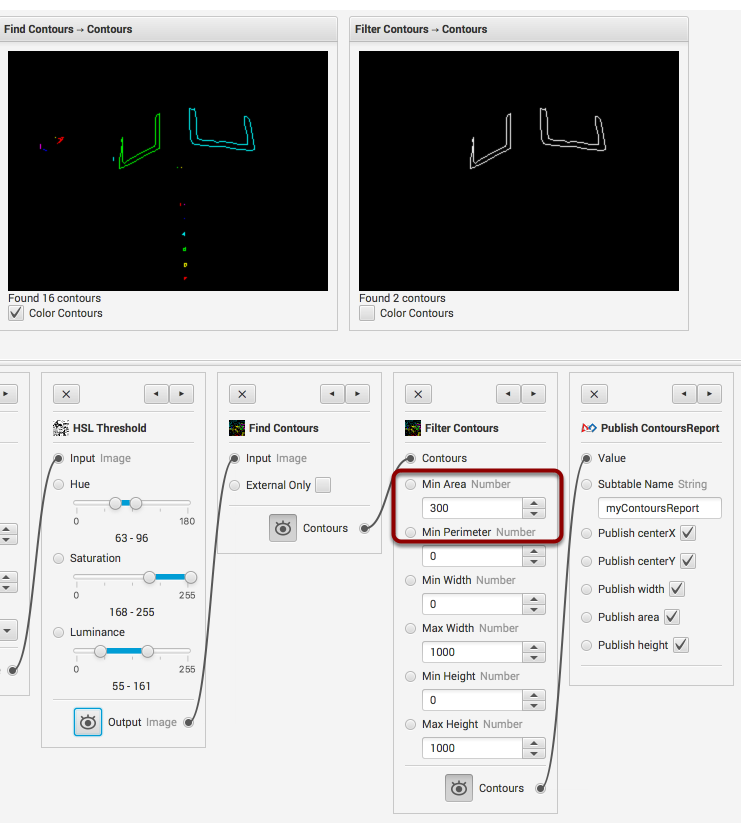 Find Contours → Contours
Filter Contours → Contours
Found 16 contours
Color Contours
Found 2 contours
Color Contours
HSL Threshold
Input Image
Hue
0 180
63 - 96
Saturation
0 255
168 - 255
Luminance
0 255
55 - 161
Output Image
Find Contours
Input Image
External Only
Contours
Filter Contours
Contours
Min Area Number
300
Min Perimeter Number
0
Min Width Number
0
Max Width Number
1000
Min Height Number
0
Max Height Number
1000
Contours
Publish ContoursReport
Value
Subtable Name String
myContoursReport
Publish centerX
Publish centerY
Publish width
Publish area
Publish height